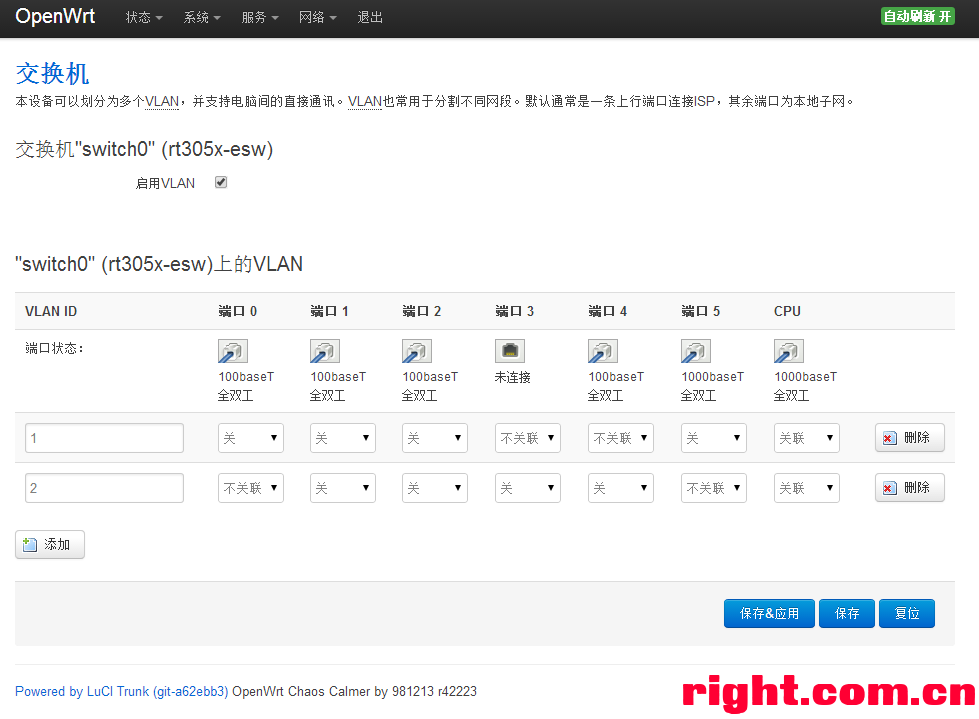 OpenWrt 状态 系统 服务 网络 退出 自动刷新 开
交换机
本设备可以划分为多个VLAN，并支持电脑间的直接通讯。VLAN也常用于分割不同网段。默认通常是一条上行端口连接ISP，其余端口为本地子网。
交换机"switch0" (rt305x-esw)
启用VLAN
"switch0" (rt305x-esw)上的VLAN
VLAN ID 端口 0 端口 1 端口 2 端口 3 端口 4 端口 5 CPU
端口状态：
100baseT 100baseT 100baseT 未连接 100baseT 1000baseT 1000baseT
全双工 全双工 全双工 全双工 全双工 全双工
1 关 关 关 不关联 不关联 关 关联 删除
2 不关联 关 关 关 关 不关联 关联 删除
添加
保存&应用 保存 复位
Powered by LuCI Trunk (git-a62ebb3) OpenWrt Chaos Calmer by 981213 r42223
right.com.cn